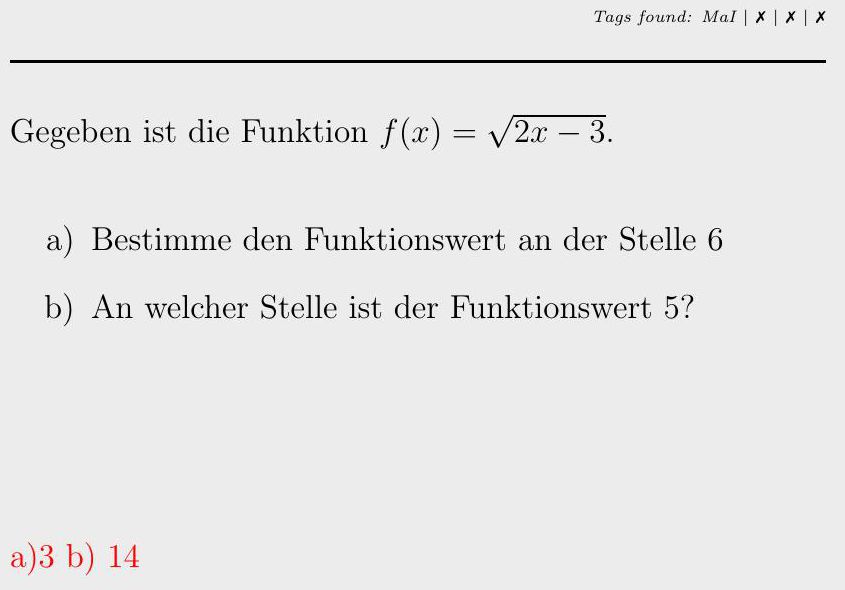 Tags found: MaI | ✗ | ✗ | ✗
Gegeben ist die Funktion f(x) = √(2x − 3).
a) Bestimme den Funktionswert an der Stelle 6
b) An welcher Stelle ist der Funktionswert 5?
a)3 b) 14